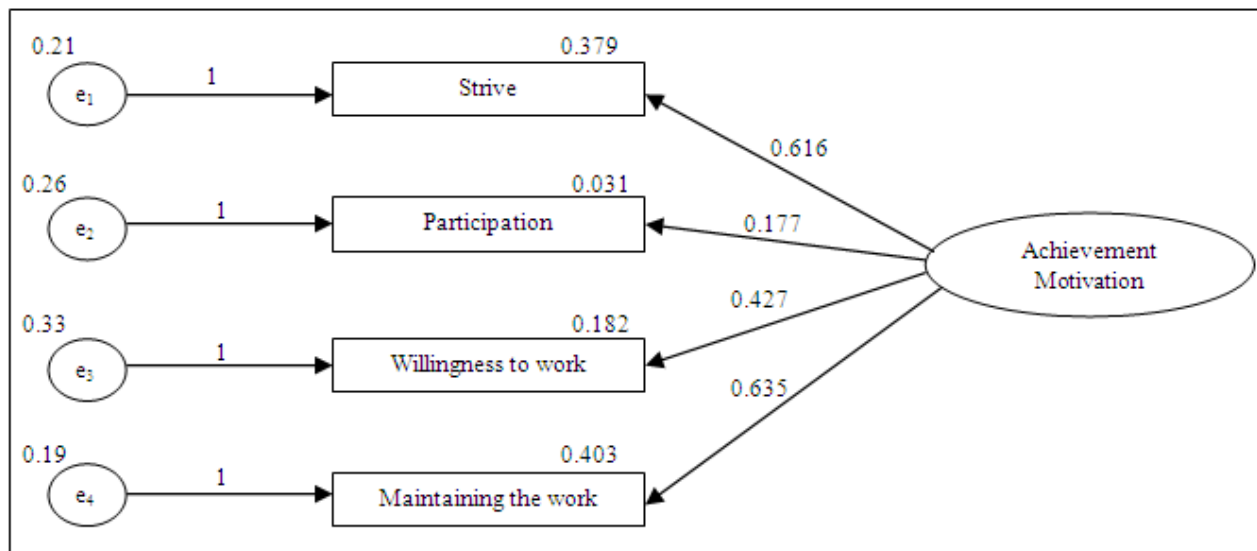 0.21
0.379
e₁
1
Strive
0.616
0.26
0.031
e₂
1
Participation
0.177
Achievement
Motivation
0.427
0.33
0.182
e₃
1
Willingness to work
0.635
0.19
0.403
e₄
1
Maintaining the work